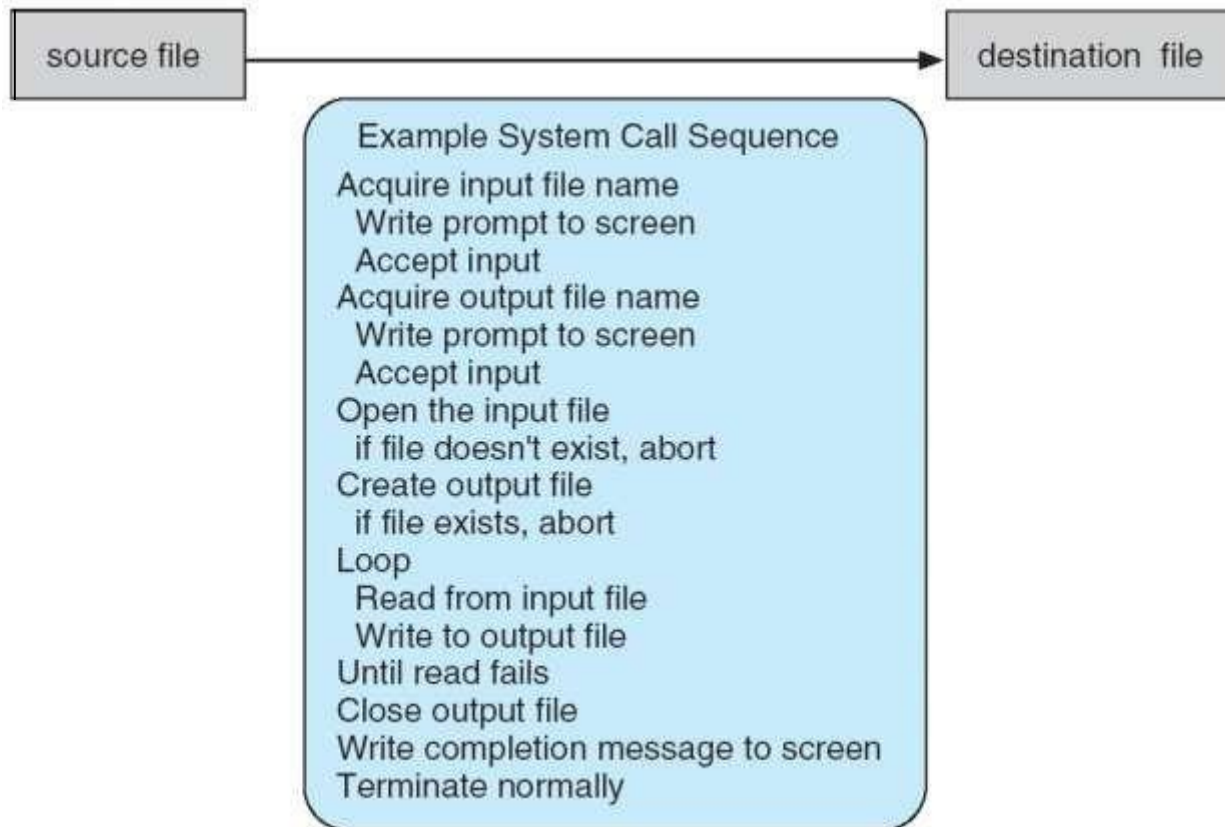 source file
destination file
Example System Call Sequence
Acquire input file name
Write prompt to screen
Accept input
Acquire output file name
Write prompt to screen
Accept input
Open the input file
if file doesn't exist, abort
Create output file
if file exists, abort
Loop
Read from input file
Write to output file
Until read fails
Close output file
Write completion message to screen
Terminate normally